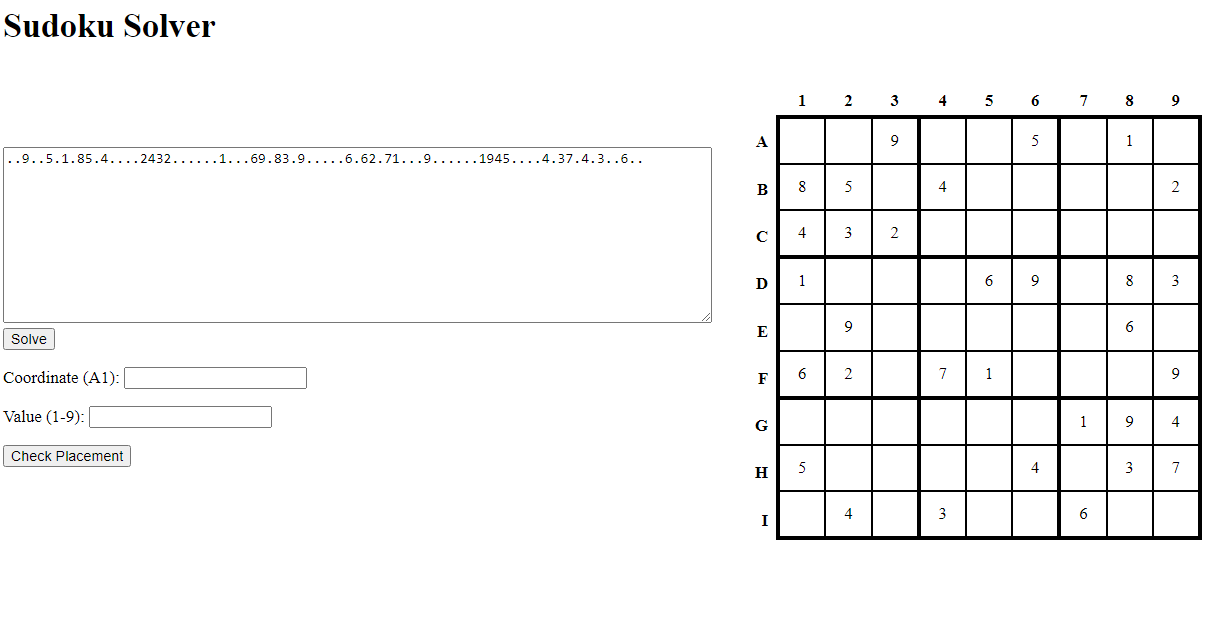 Sudoku Solver
..9..5.1.85.4....2432......1...69.83.9.....6.62.71...9......1945....4.37.4.3..6..
Solve
Coordinate (A1):
Value (1-9):
Check Placement
1 2 3 4 5 6 7 8 9
A 9 5 1
B 8 5 4 2
C 4 3 2
D 1 6 9 8 3
E 9 6
F 6 2 7 1 9
G 1 9 4
H 5 4 3 7
I 4 3 6